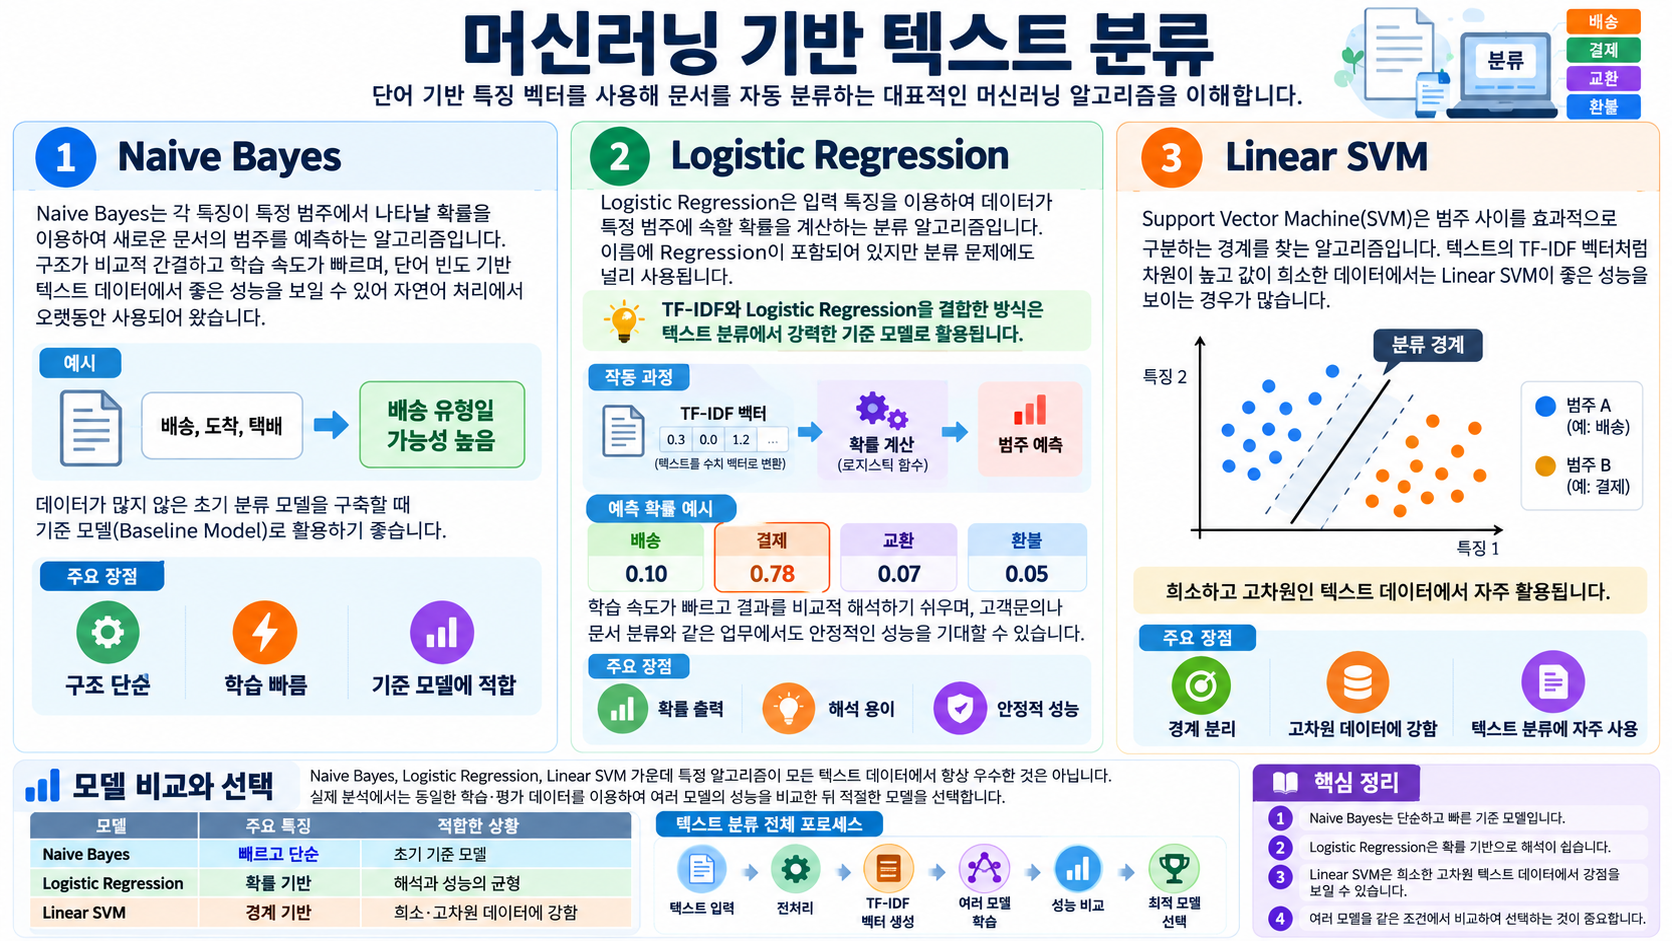 머신러닝 기반 텍스트 분류
단어 기반 특징 벡터를 사용해 문서를 자동 분류하는 대표적인 머신러닝 알고리즘을 이해합니다.
분류
배송
결제
교환
환불
1 Naive Bayes
Naive Bayes는 각 특징이 특정 범주에서 나타날 확률을
이용하여 새로운 문서의 범주를 예측하는 알고리즘입니다.
구조가 비교적 간결하고 학습 속도가 빠르며, 단어 빈도 기반
텍스트 데이터에서 좋은 성능을 보일 수 있어 자연어 처리에서
오랫동안 사용되어 왔습니다.
예시
배송, 도착, 택배
배송 유형일
가능성 높음
데이터가 많지 않은 초기 분류 모델을 구축할 때
기준 모델(Baseline Model)로 활용하기 좋습니다.
주요 장점
구조 단순
학습 빠름
기준 모델에 적합
2 Logistic Regression
Logistic Regression은 입력 특징을 이용하여 데이터가
특정 범주에 속할 확률을 계산하는 분류 알고리즘입니다.
이름에 Regression이 포함되어 있지만 분류 문제에도
널리 사용됩니다.
TF-IDF와 Logistic Regression을 결합한 방식은
택스트 분류에서 강력한 기준 모델로 활용됩니다.
작동 과정
TF-IDF 벡터
0.3 0.0 1.2 ...
(텍스트를 수치 벡터로 변환)
확률 계산
(로지스틱 함수)
범주 예측
예측 확률 예시
배송 결제 교환 환불
0.10 0.78 0.07 0.05
학습 속도가 빠르고 결과를 비교적 해석하기 쉬우며, 고객문의나
문서 분류와 같은 업무에서도 안정적인 성능을 기대할 수 있습니다.
주요 장점
확률 출력
해석 용이
안정적 성능
3 Linear SVM
Support Vector Machine(SVM)은 범주 사이를 효과적으로
구분하는 경계를 찾는 알고리즘입니다. 텍스트의 TF-IDF 벡터처럼
차원이 높고 값이 희소한 데이터에서는 Linear SVM이 좋은 성능을
보이는 경우가 많습니다.
분류 경계
특징 2
특징 1
범주 A
(예: 배송)
범주 B
(예: 결제)
희소하고 고차원인 텍스트 데이터에서 자주 활용됩니다.
주요 장점
경계 분리
고차원 데이터에 강함
텍스트 분류에 자주 사용
모델 비교와 선택
Naive Bayes, Logistic Regression, Linear SVM 가운데 특정 알고리즘이 모든 텍스트 데이터에서 항상 우수한 것은 아닙니다.
실제 분석에서는 동일한 학습·평가 데이터를 이용하여 여러 모델의 성능을 비교한 뒤 적절한 모델을 선택합니다.
모델 주요 특징 적합한 상황
Naive Bayes 빼르고 단순 초기 기준 모델
Logistic Regression 확률 기반 해석과 성능의 균형
Linear SVM 경계 기반 희소·고차원 데이터에 강함
텍스트 분류 전체 포로세스
텍스트 입력
전처리
TF-IDF
벡터 생성
여러 모델
학습
성능 비교
최적 모델
선택
핵심 정리
1 Naive Bayes는 단순하고 빠른 기준 모델입니다.
2 Logistic Regression은 확률 기반으로 해석이 쉽습니다.
3 Linear SVM은 희소한 고차원 텍스트 데이터에서 강점을
보일 수 있습니다.
4 여러 모델을 같은 조건에서 비교하여 선택하는 것이 중요합니다.